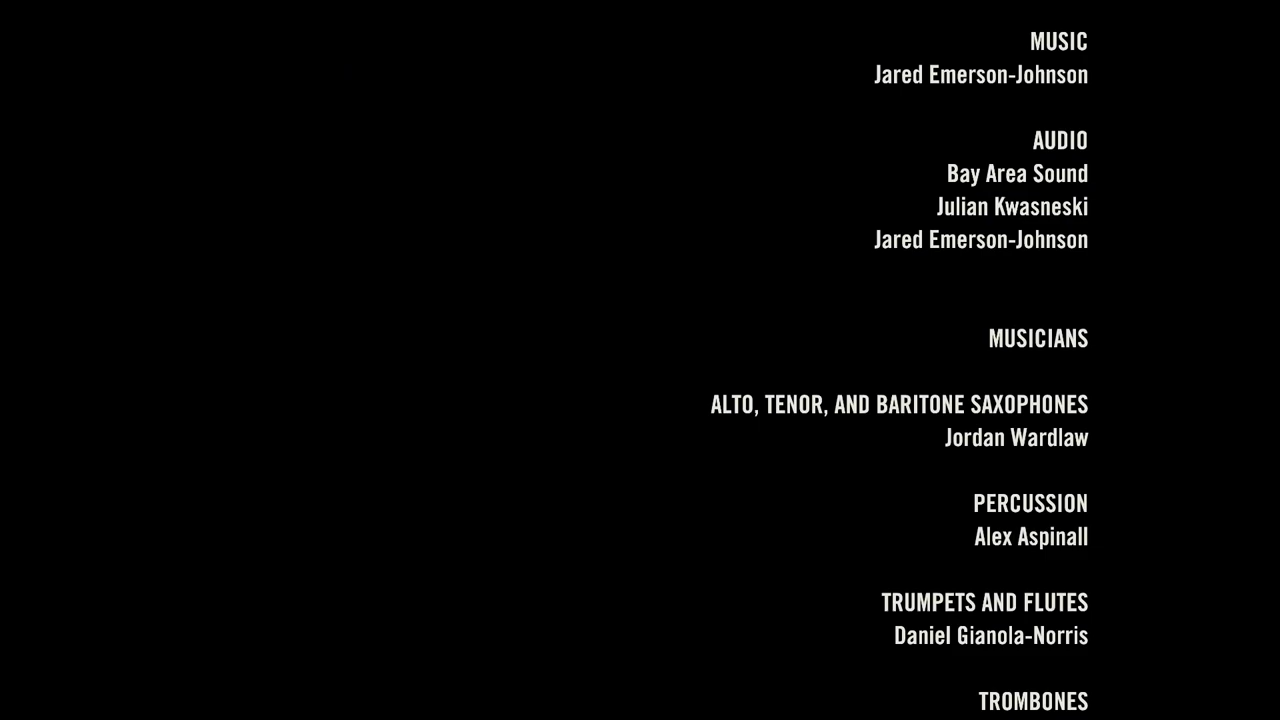 MUSIC
Jared Emerson-Johnson
AUDIO
Bay Area Sound
Julian Kwasneski
Jared Emerson-Johnson
MUSICIANS
ALTO, TENOR, AND BARITONE SAXOPHONES
Jordan Wardlaw
PERCUSSION
Alex Aspinall
TRUMPETS AND FLUTES
Daniel Gianola-Norris
TROMBONES